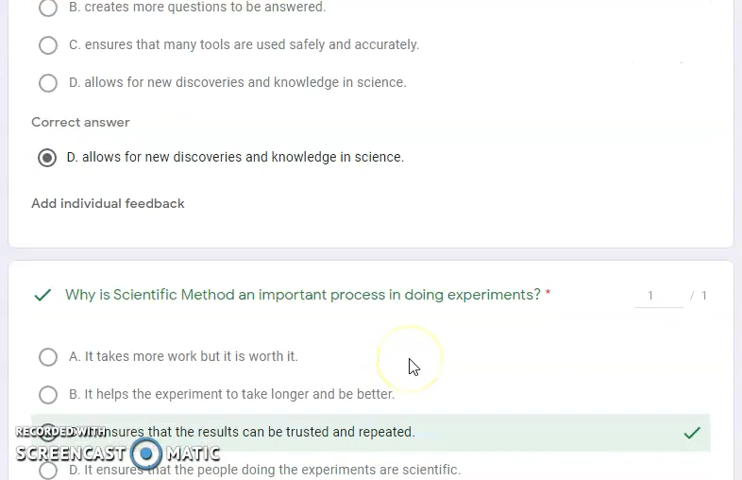 B. creates more questions to be answered.
C. ensures that many tools are used safely and accurately.
D. allows for new discoveries and knowledge in science.
Correct answer
D. allows for new discoveries and knowledge in science.
Add individual feedback
Why is Scientific Method an important process in doing experiments? *
1 / 1
A. It takes more work but it is worth it.
B. It helps the experiment to take longer and be better.
ensures that the results can be trusted and repeated.
RECORDED WITH
SCREENCAST MATIC
D. It ensures that the people doing the experiments are scientific.